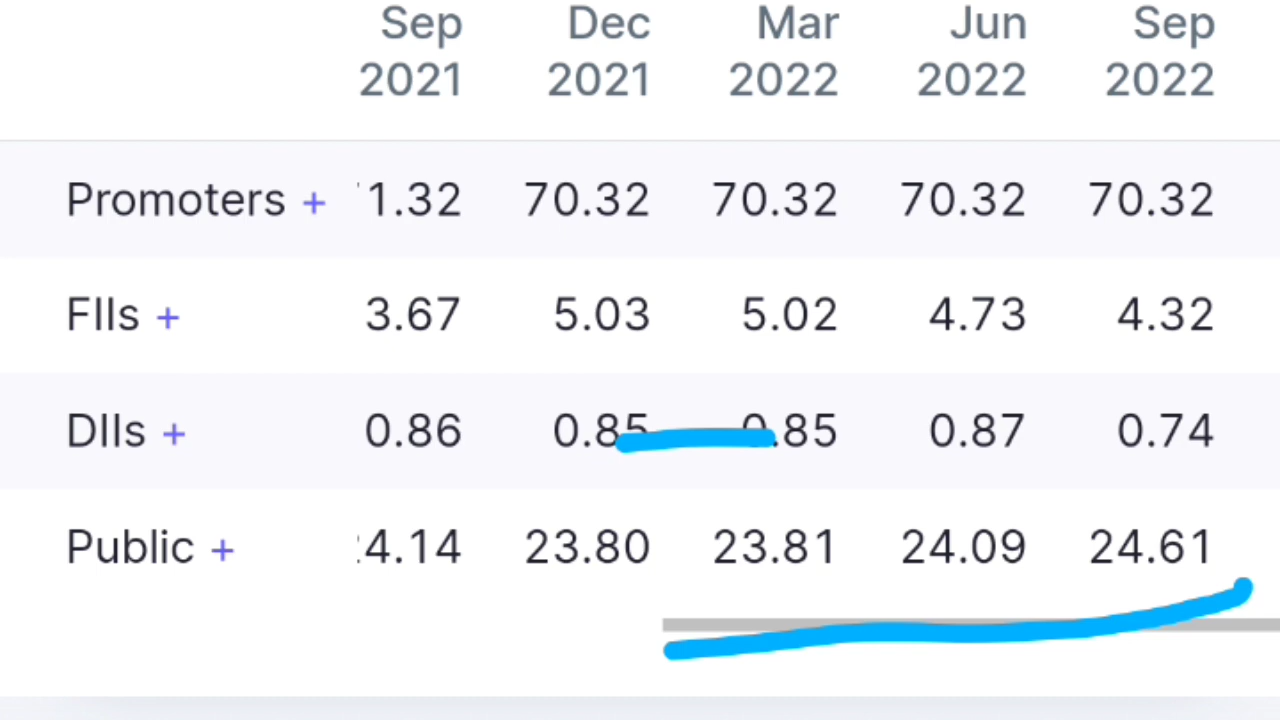 Sep Dec Mar Jun Sep
2021 2021 2022 2022 2022
Promoters + 1.32 70.32 70.32 70.32 70.32
FIIs + 3.67 5.03 5.02 4.73 4.32
DIIs + 0.86 0.85 0.85 0.87 0.74
Public + 4.14 23.80 23.81 24.09 24.61